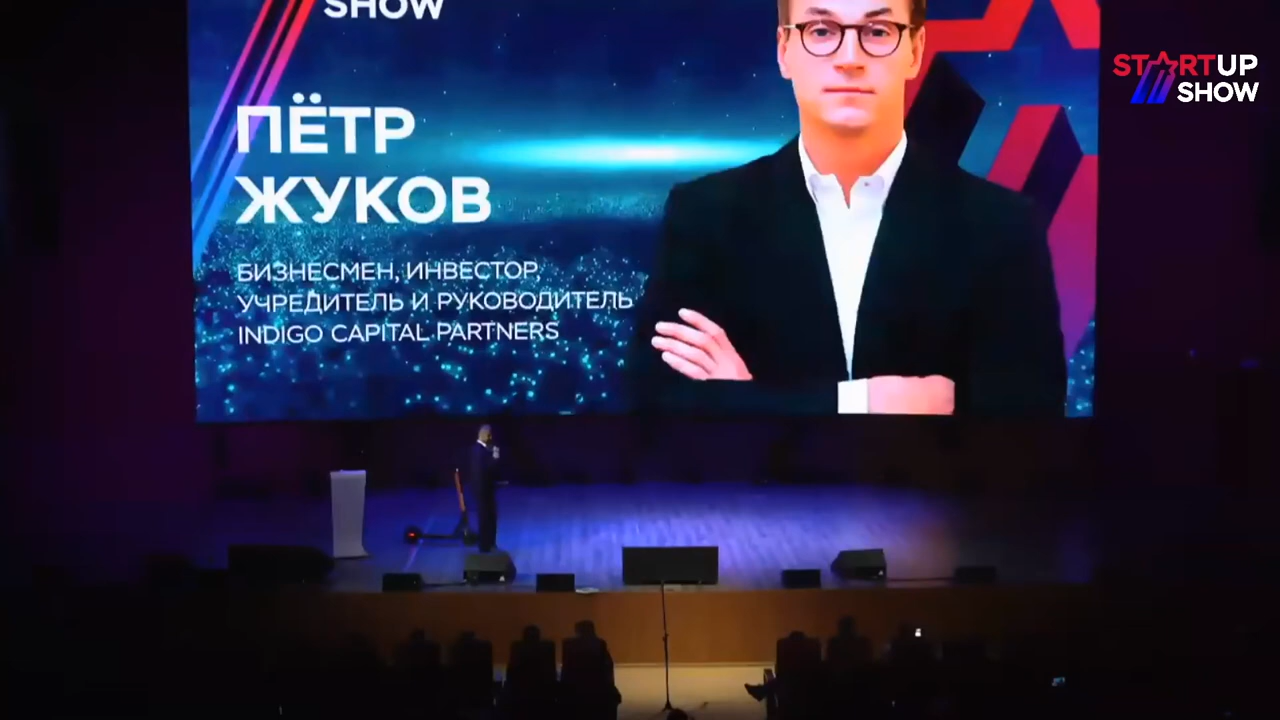 SHOW
STARTUP
SHOW
ПЁТР
ЖУКОВ
БИЗНЕСМЕН, ИНВЕСТОР,
УЧРЕДИТЕЛЬ И РУКОВОДИТЕЛЬ
INDIGO CAPITAL PARTNERS